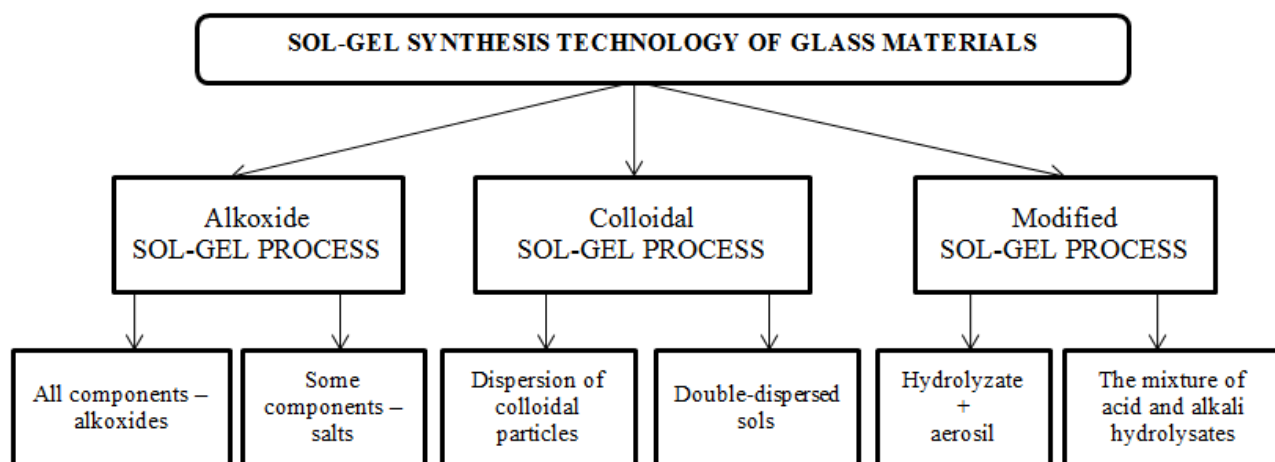 SOL-GEL SYNTHESIS TECHNOLOGY OF GLASS MATERIALS
Alkoxide
SOL-GEL PROCESS
Colloidal
SOL-GEL PROCESS
Modified
SOL-GEL PROCESS
All components –
alkoxides
Some
components –
salts
Dispersion of
colloidal
particles
Double-dispersed
sols
Hydrolyzate
+
aerosil
The mixture of
acid and alkali
hydrolysates